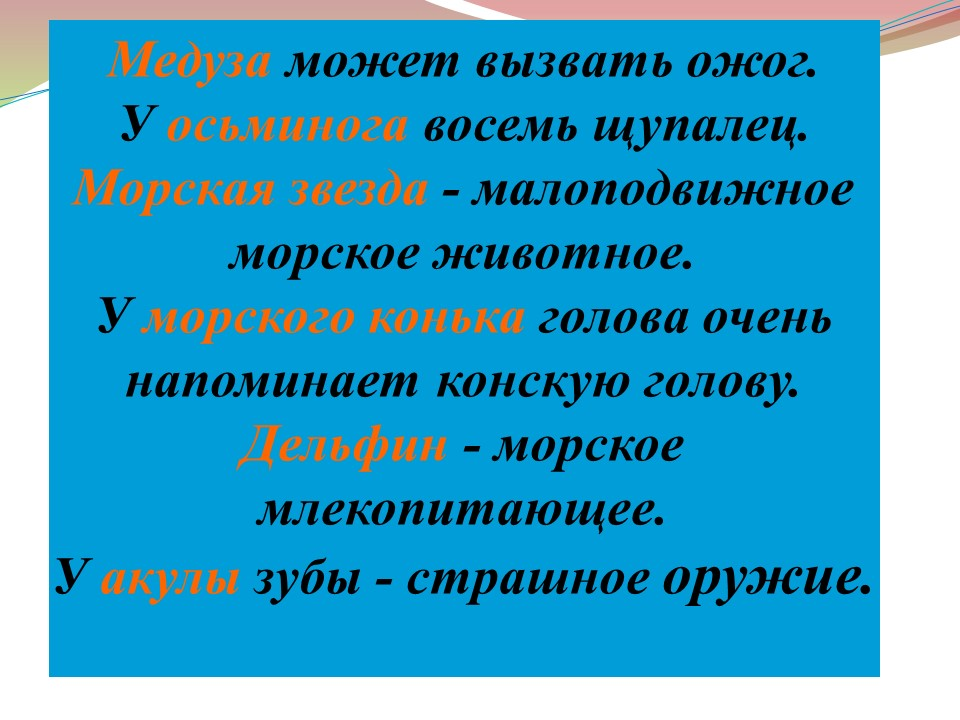 Медуза может вызвать ожог.
У осьминога восемь щупалец.
Морская звезда - малоподвижное
морское животное.
У морского конька голова очень
напоминает конскую голову.
Дельфин - морское
млекопитающее.
У акулы зубы - страшное оружие.